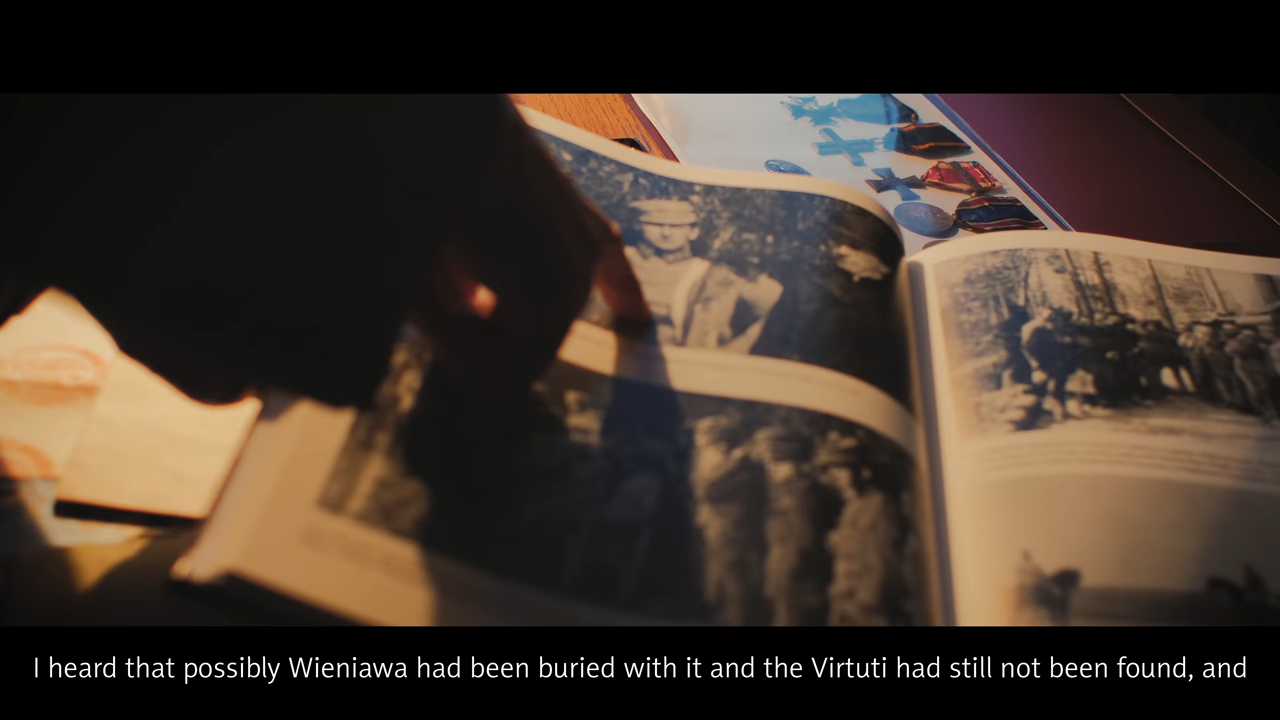 I heard that possibly Wieniawa had been buried with it and the Virtuti had still not been found, and